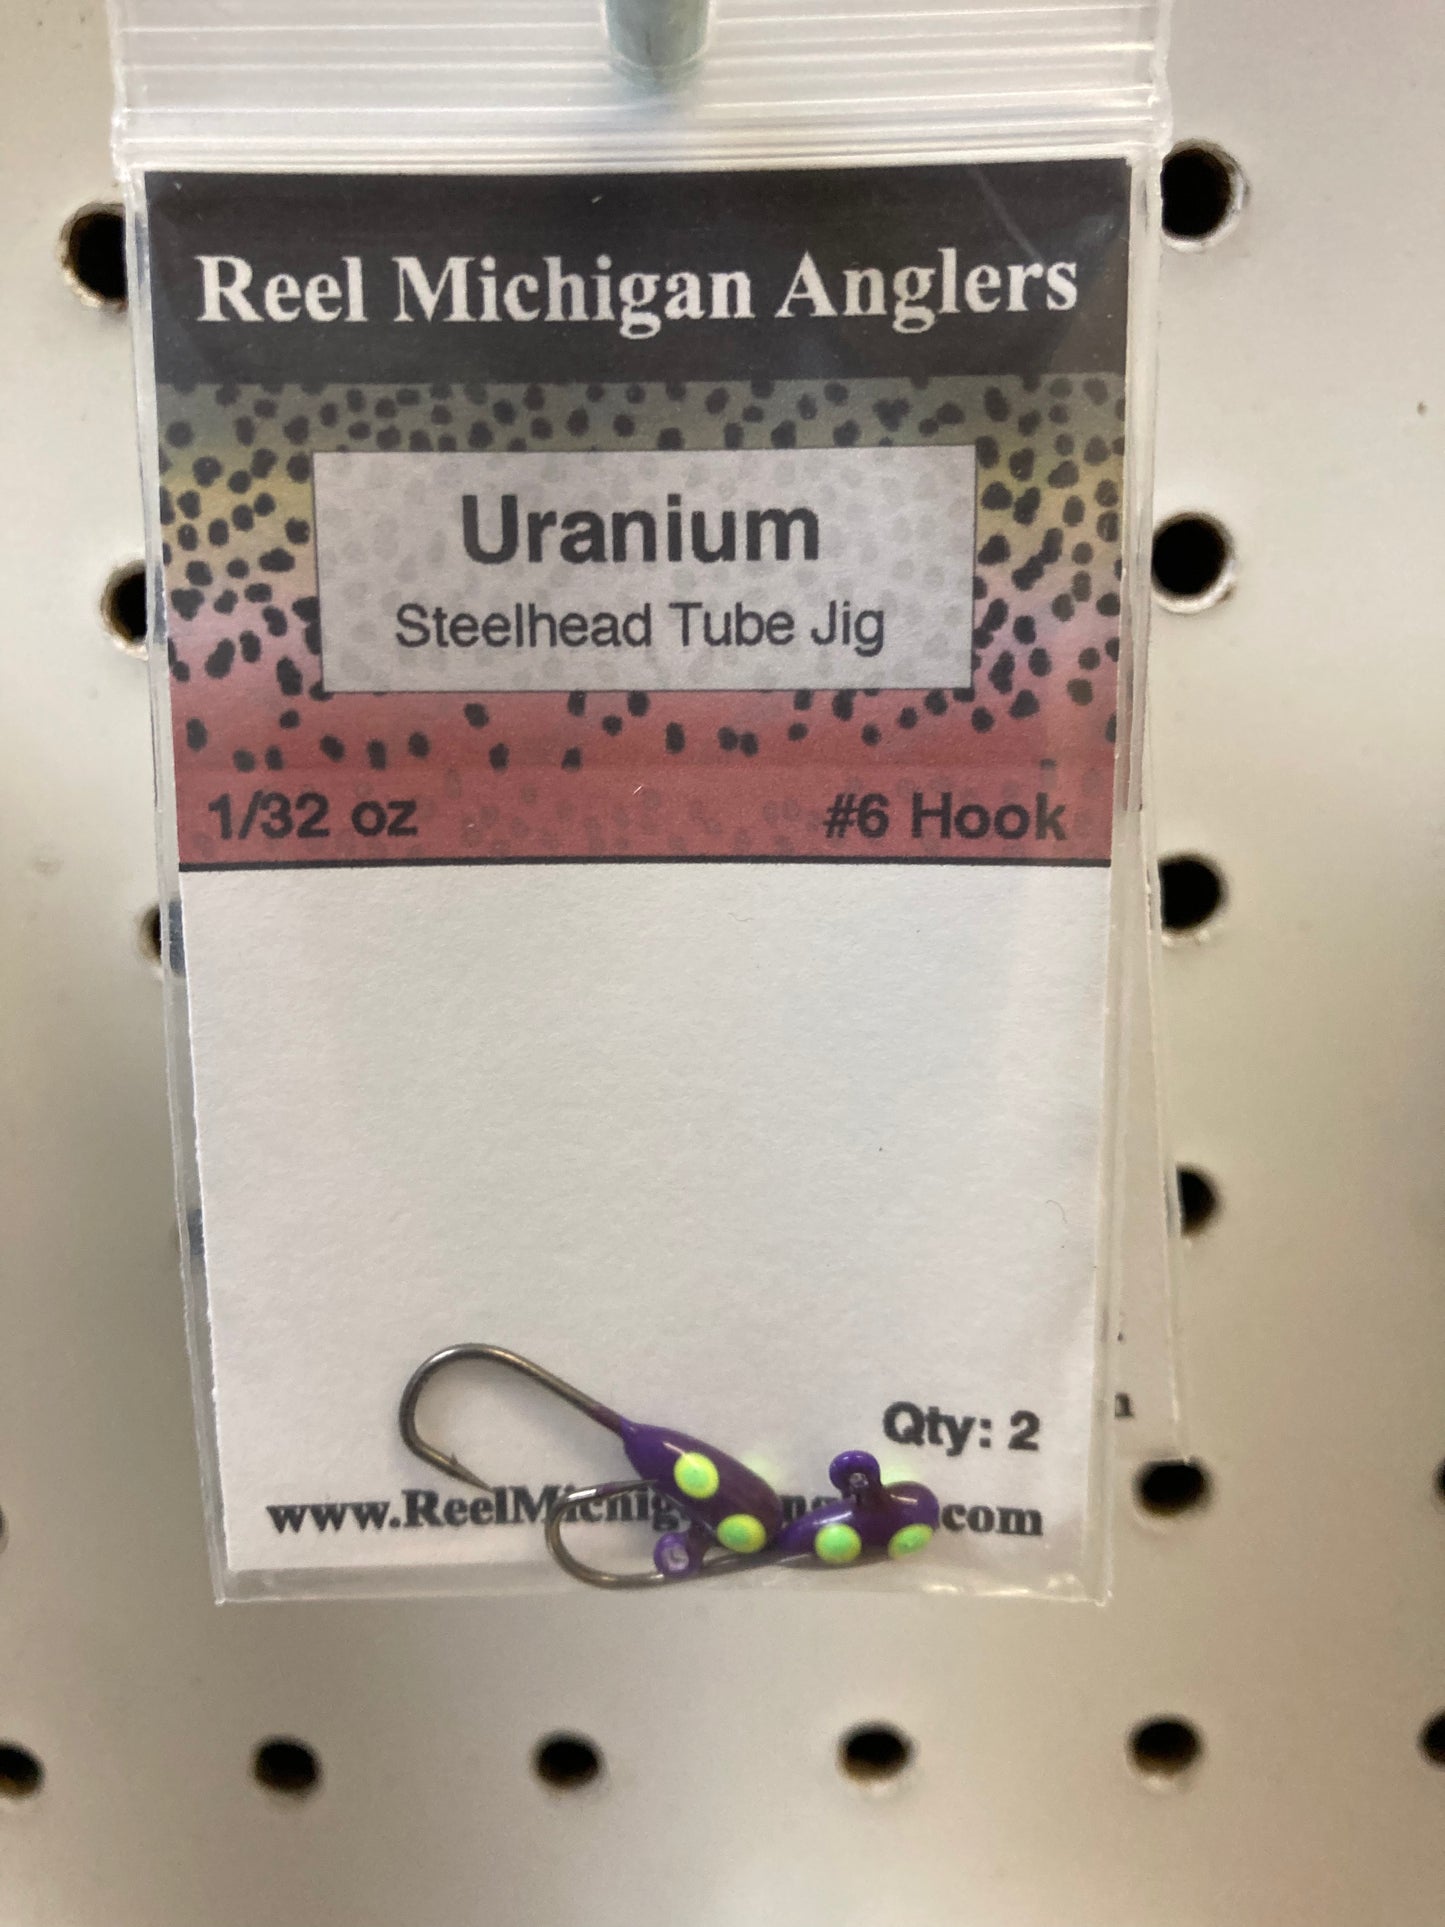 Reel Michigan Anglers
Uranium
Steelhead Tube Jig
1/32 oz #6 Hook
Qty: 2